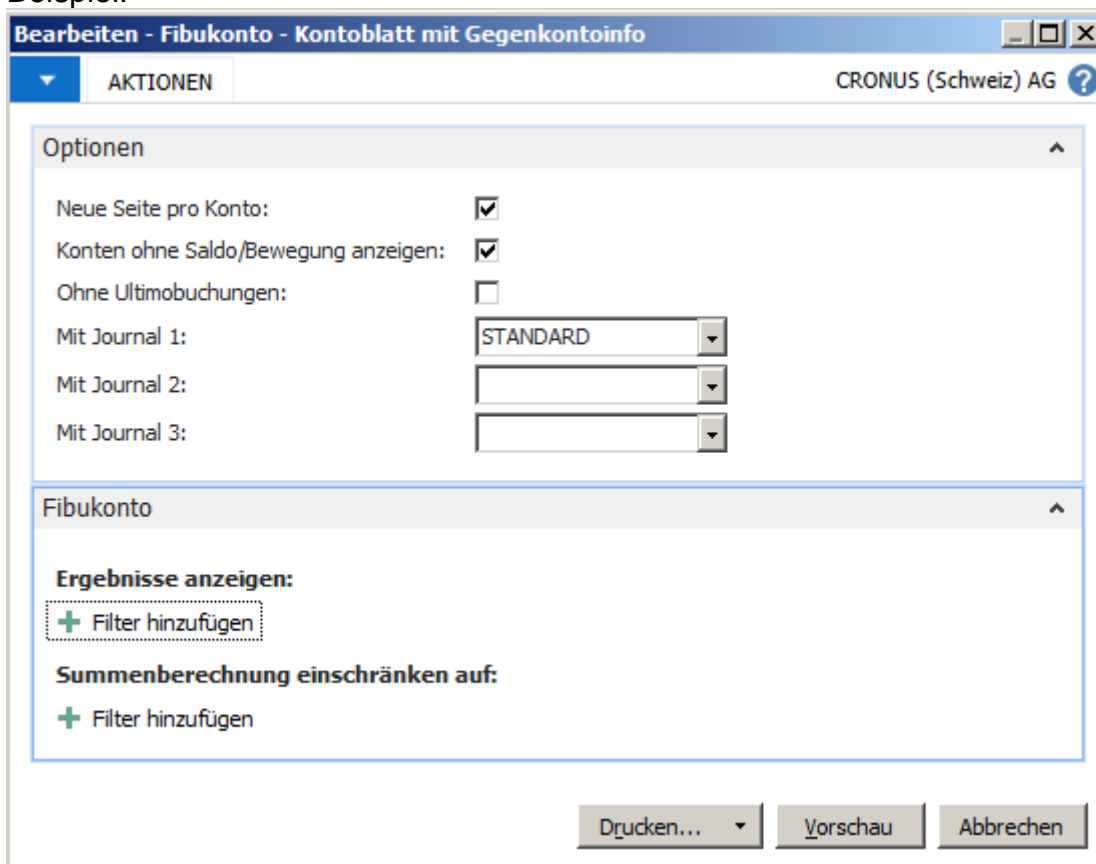 Beispiel:
Bearbeiten - Fibukonto - Kontoblatt mit Gegenkontoinfo
AKTIONEN
CRONUS (Schweiz) AG ?
Optionen
Neue Seite pro Konto:
Konten ohne Saldo/Bewegung anzeigen:
Ohne Ultimobuchungen:
Mit Journal 1: STANDARD
Mit Journal 2:
Mit Journal 3:
Fibukonto
Ergebnisse anzeigen:
Filter hinzufügen
Summenberechnung einschränken auf:
Filter hinzufügen
Drucken... Vorschau Abbrechen